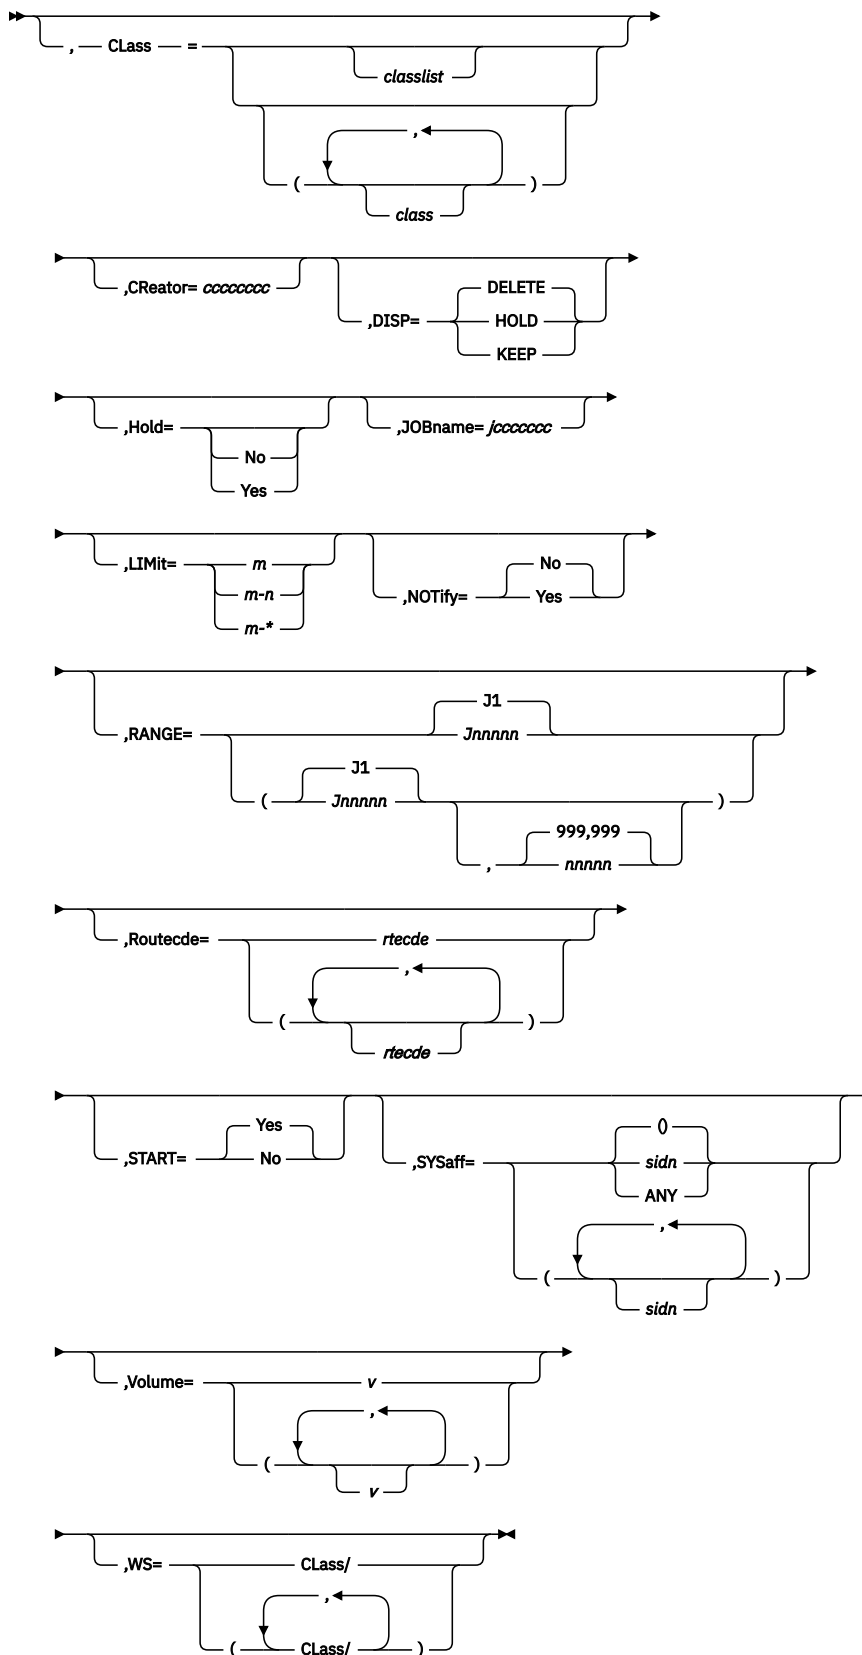 , CLass =
classlist
,
( class )
,CReator= cccccccc
,DISP= DELETE
HOLD
KEEP
,Hold=
No
Yes
,JOBname= jccccccc
,LIMit= m
m-n
m-*
,NOTify= No
Yes
,RANGE= J1
Jnnnnn
( J1
Jnnnnn )
, 999,999
nnnnn
,Routecde= rtecde
,
( rtecde )
,START= Yes
No
,SYSaff= ()
sidn
ANY
,
( sidn )
,Volume= v
,
( v )
,WS= CLass/
,
( CLass/ )